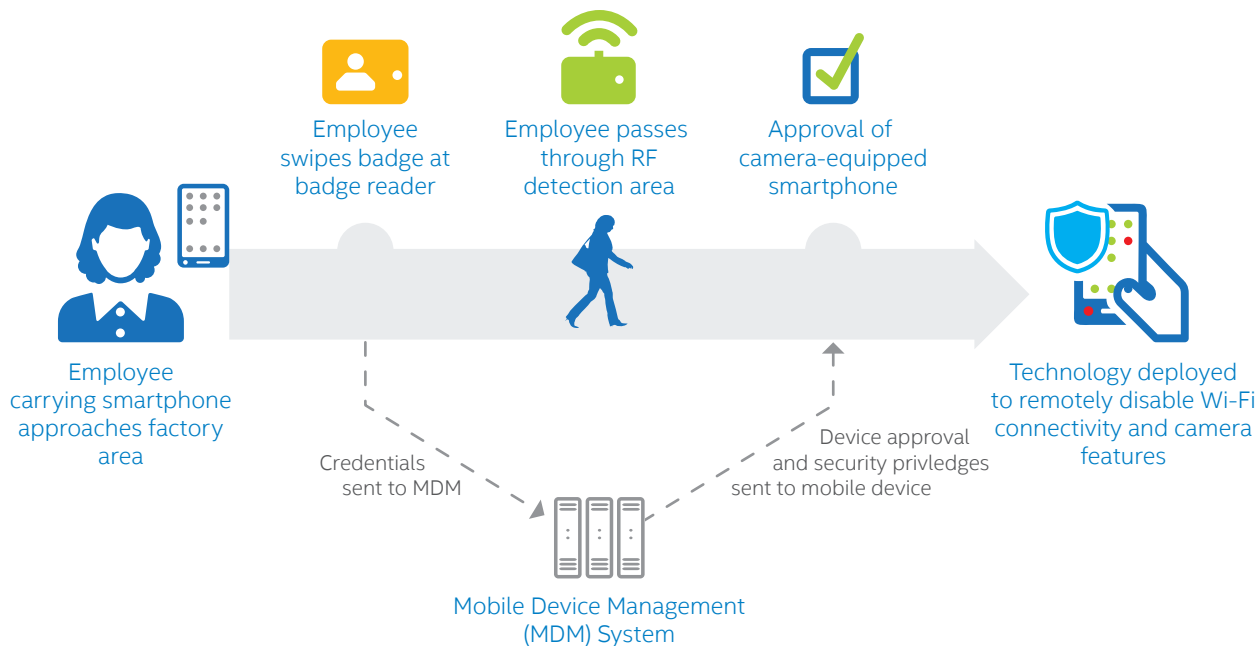 Employee
swipes badge at
badge reader
Employee passes
through RF
detection area
Approval of
camera-equipped
smartphone
Employee
carrying smartphone
approaches factory
area
Technology deployed
to remotely disable Wi-Fi
connectivity and camera
features
Credentials
sent to MDM
Device approval
and security privledges
sent to mobile device
Mobile Device Management
(MDM) System